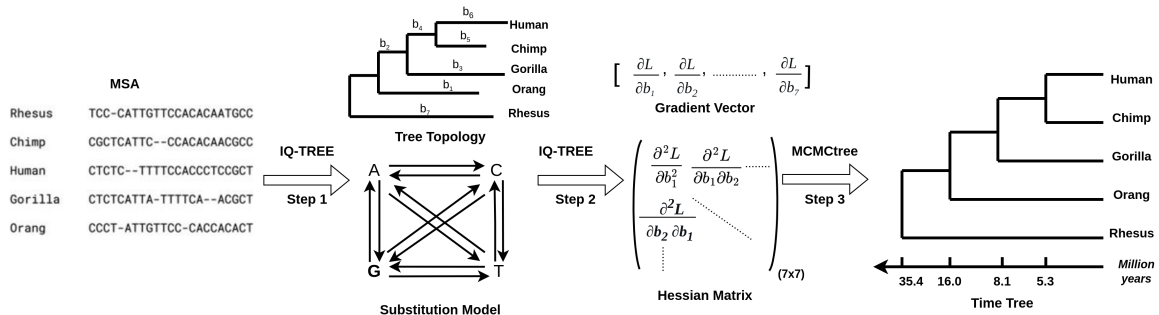 MSA
Rhesus TCC-CATTGTTCCACACAATGCC
Chimp CGCTCATTC--CCACACAACGCC
Human CTCTC--TTTTCCACCCTCCGCT
Gorilla CTCTCATTA-TTTTCA--ACGCT
Orang CCCT-ATTGTTCC-CACCACACT
IQ-TREE
Step 1
b₆
Human
b₄
b₅
Chimp
b₂
Gorilla
b₃
b₁
Orang
b₇
Rhesus
Tree Topology
A C
G T
Substitution Model
IQ-TREE
Step 2
[ ∂L/∂b₁ , ∂L/∂b₂ , ............. , ∂L/∂b₇ ]
Gradient Vector
∂²L/∂b₁² ∂²L/∂b₁∂b₂ ........
∂²L/∂b₂ ∂b₁
(7x7)
Hessian Matrix
MCMCtree
Step 3
Human
Chimp
Gorilla
Orang
Rhesus
Million
years
35.4 16.0 8.1 5.3
Time Tree